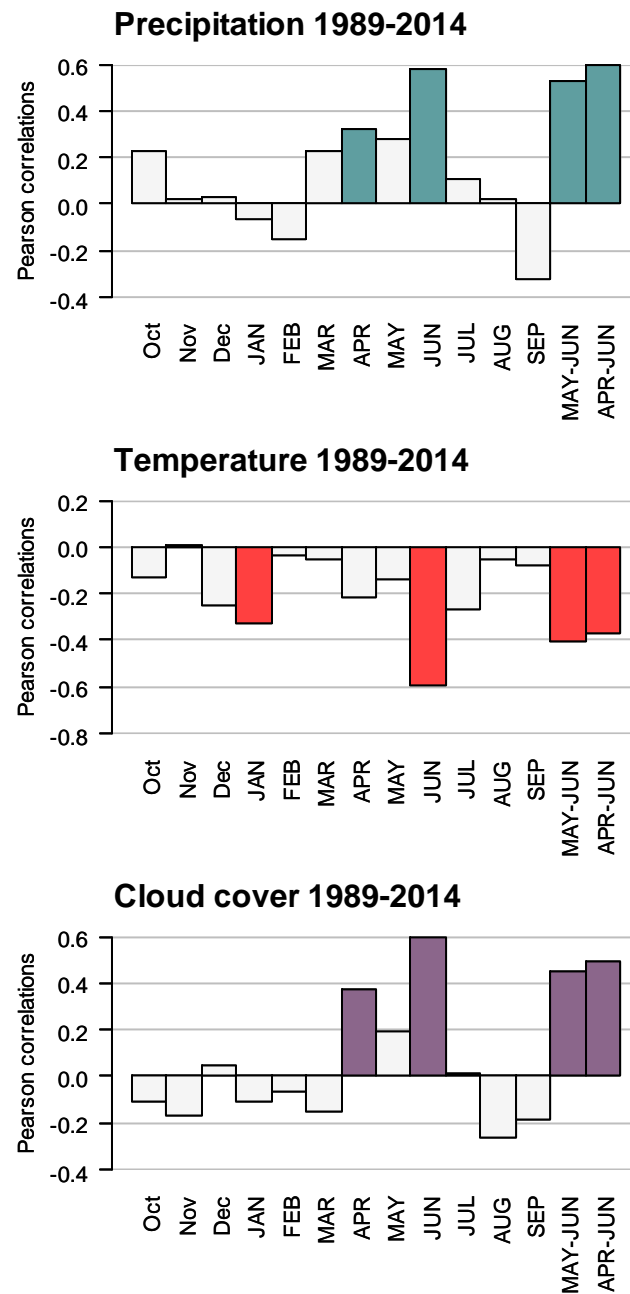 Precipitation 1989-2014
Pearson correlations
0.6
0.4
0.2
0.0
-0.2
-0.4
Oct
Nov
Dec
JAN
FEB
MAR
APR
MAY
JUN
JUL
AUG
SEP
MAY-JUN
APR-JUN
Temperature 1989-2014
Pearson correlations
0.2
0.0
-0.2
-0.4
-0.6
-0.8
Oct
Nov
Dec
JAN
FEB
MAR
APR
MAY
JUN
JUL
AUG
SEP
MAY-JUN
APR-JUN
Cloud cover 1989-2014
Pearson correlations
0.6
0.4
0.2
0.0
-0.2
-0.4
Oct
Nov
Dec
JAN
FEB
MAR
APR
MAY
JUN
JUL
AUG
SEP
MAY-JUN
APR-JUN